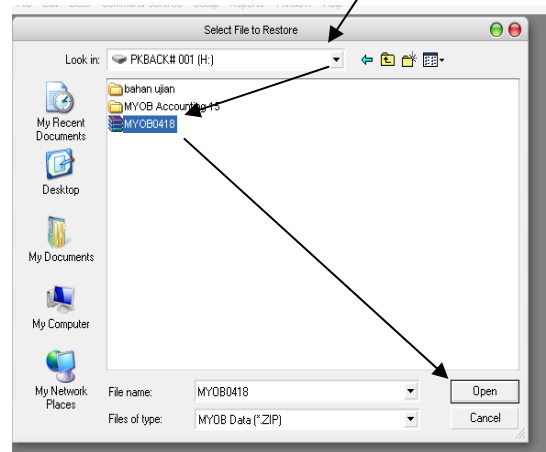 Select File to Restore
Look in: PKBACK# 001 (H:)
bahan ujian
MYOB Accounting 15
MYOB0418
My Recent
Documents
Desktop
My Documents
My Computer
My Network
Places
File name: MYOB0418 Open
Files of type: MYOB Data (*.ZIP) Cancel